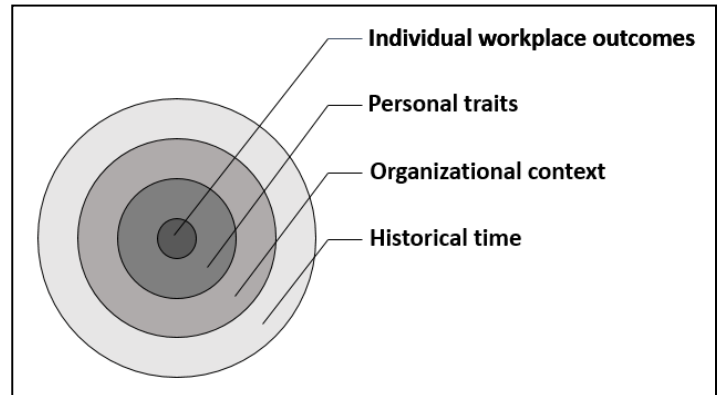 Individual workplace outcomes
Personal traits
Organizational context
Historical time